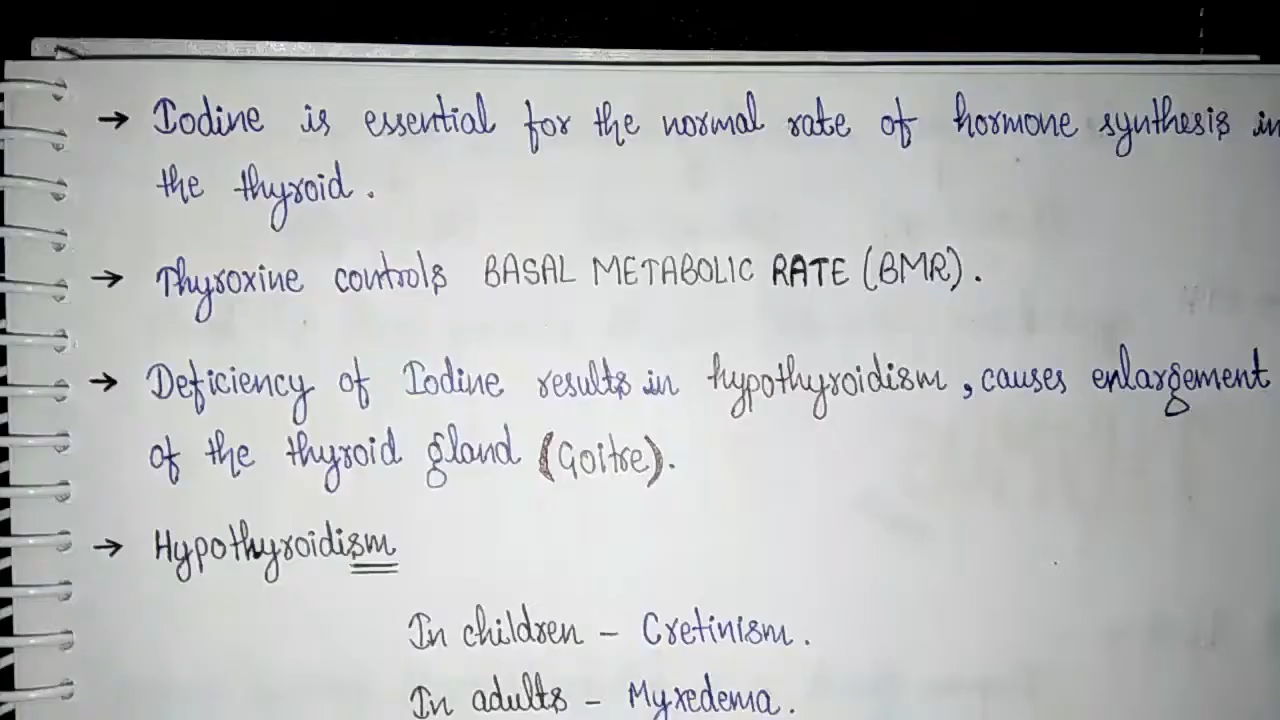 → Iodine is essential for the normal rate of hormone synthesis in
the thyroid.
→ Thyroxine controls BASAL METABOLIC RATE (BMR).
→ Deficiency of Iodine results in hypothyroidism, causes enlargement
of the thyroid gland (Goitre).
→ Hypothyroidism
In children - Cretinism.
In adults - Myxedema.